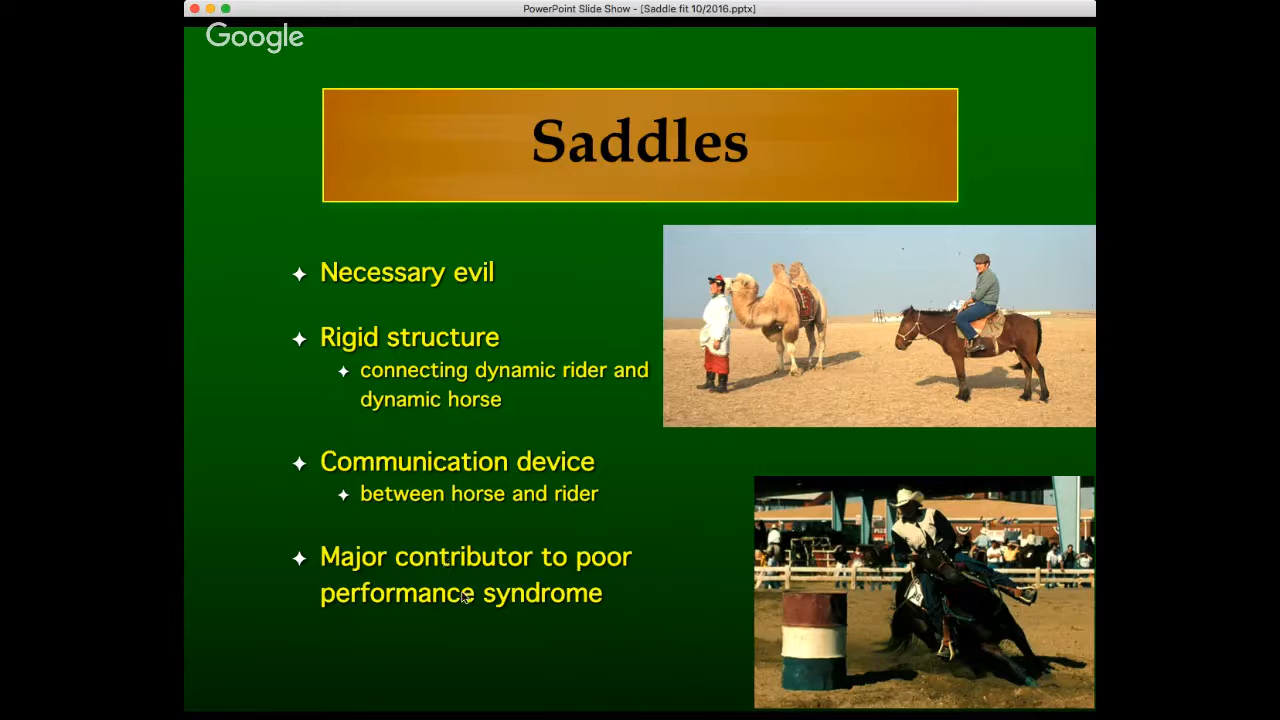 PowerPoint Slide Show - [Saddle fit 10/2016.pptx]
Google
Saddles
Necessary evil
Rigid structure
connecting dynamic rider and
dynamic horse
Communication device
between horse and rider
Major contributor to poor
performance syndrome